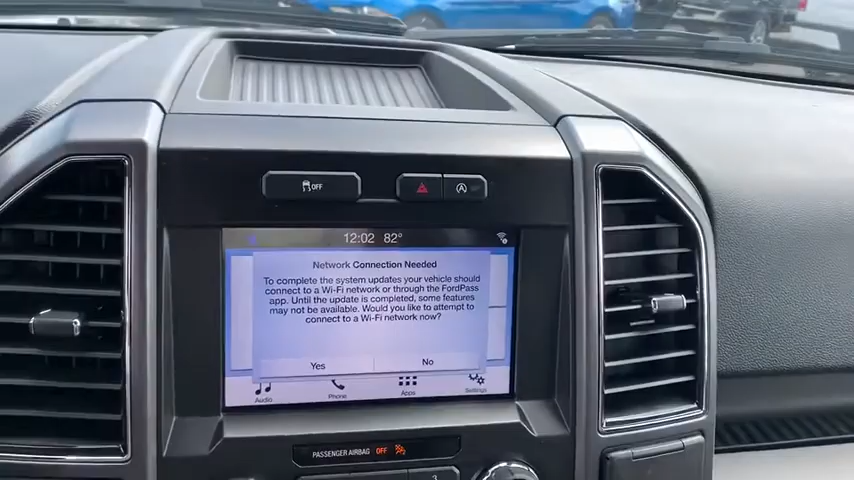 OFF
A
12:02 82°
Network Connection Needed
To complete the system updates your vehicle should
connect to a Wi-Fi network or through the FordPass
app. Until the update is completed, some features
may not be available. Would you like to attempt to
connect to a Wi-Fi network now?
Yes No
Audio Phone Apps Settings
PASSENGER AIRBAG OFF
3